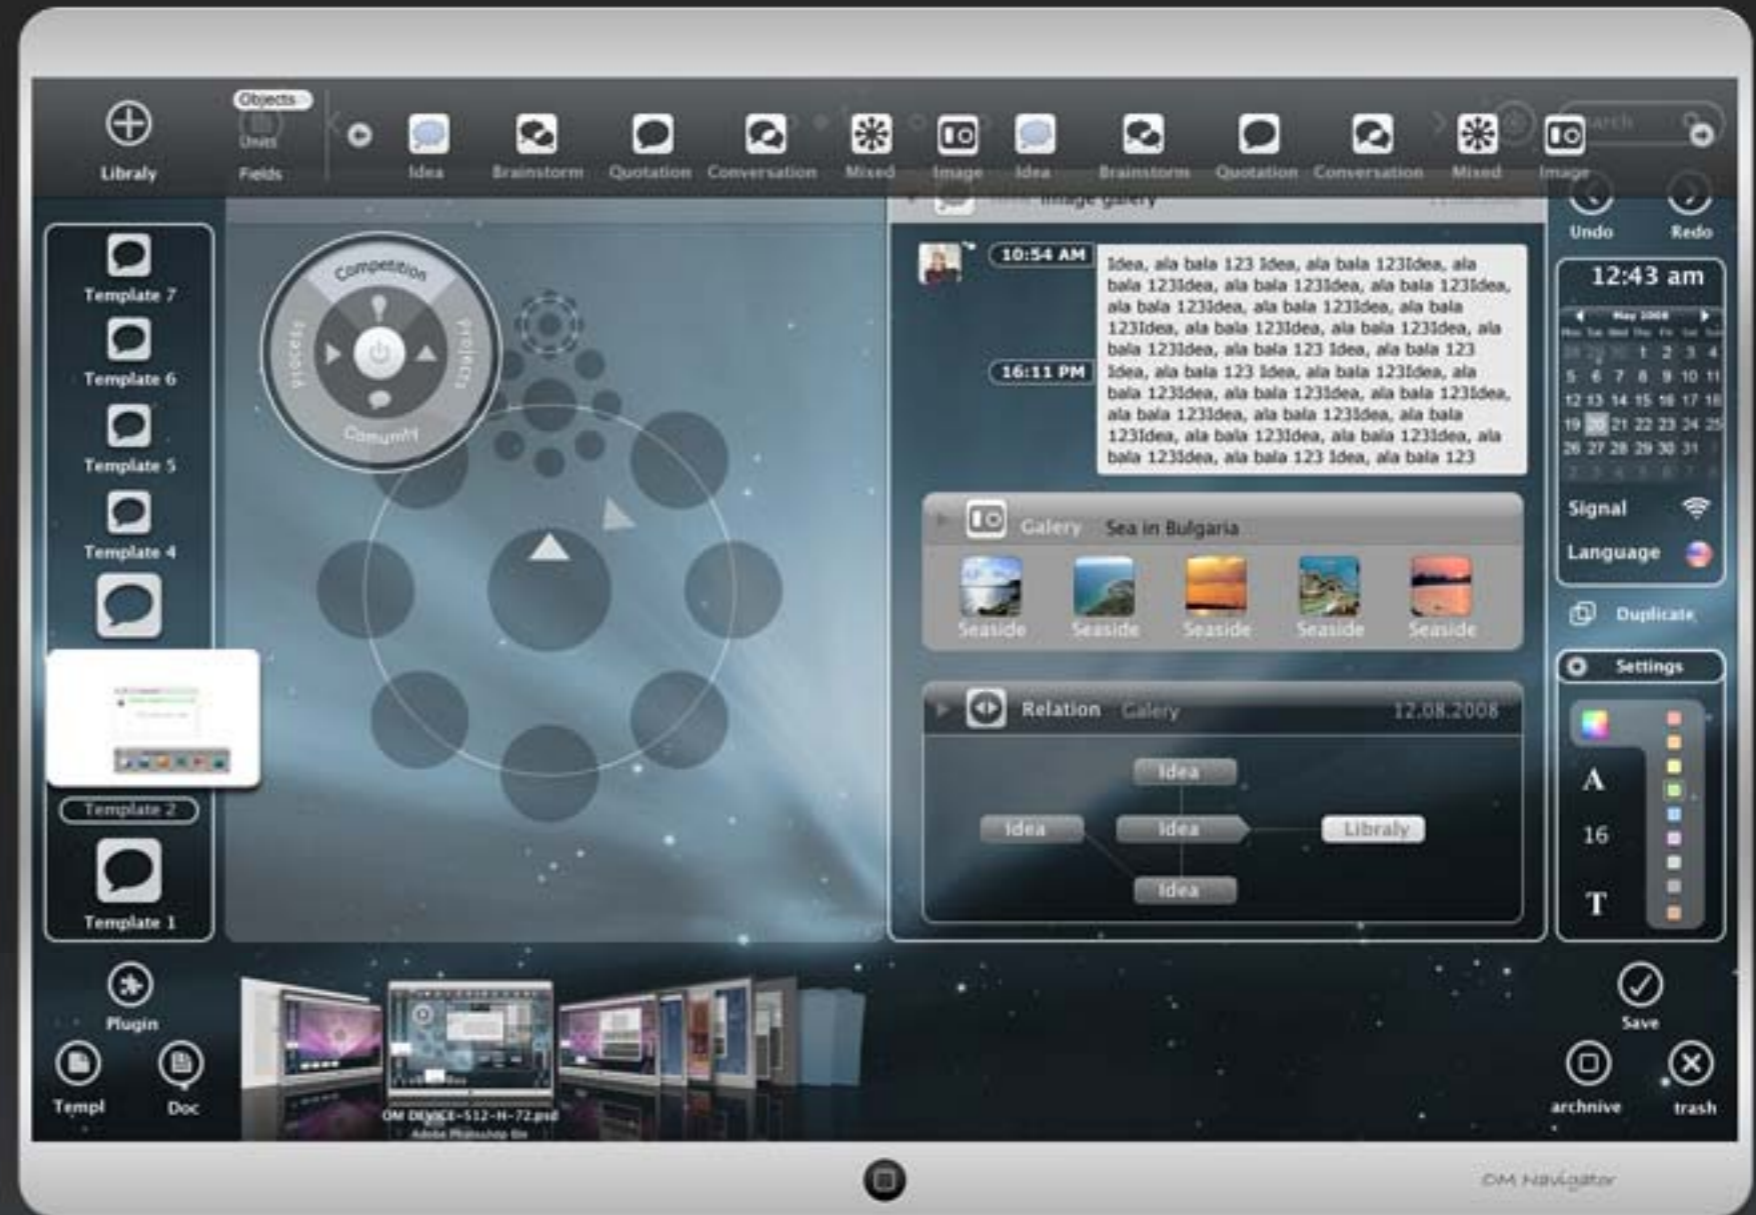 Objects
Units
Fields
Libraly
Idea
Brainstorm
Quotation
Conversation
Mixed
Image
Idea
Brainstorm
Quotation
Conversation
Mixed
Image
Image galery
Undo
Redo
Template 7
Template 6
Template 5
Template 4
Template 2
Template 1
Competition
process
projects
Comunity
10:54 AM
16:11 PM
Idea, ala bala 123 Idea, ala bala 123Idea, ala
bala 123Idea, ala bala 123Idea, ala bala 123Idea,
ala bala 123Idea, ala bala 123Idea, ala bala
123Idea, ala bala 123Idea, ala bala 123Idea, ala
bala 123Idea, ala bala 123 Idea, ala bala 123
Idea, ala bala 123 Idea, ala bala 123Idea, ala
bala 123Idea, ala bala 123Idea, ala bala 123Idea,
ala bala 123Idea, ala bala 123Idea, ala bala
123Idea, ala bala 123Idea, ala bala 123Idea, ala
bala 123Idea, ala bala 123 Idea, ala bala 123
Galery Sea in Bulgaria
Seaside Seaside Seaside Seaside Seaside
Relation Galery 12.08.2008
Idea
Idea Idea Libraly
Idea
12:43 am
May 2008
1 2 3 4
5 6 7 8 9 10 11
12 13 14 15 16 17 18
19 20 21 22 23 24 25
26 27 28 29 30 31
Signal
Language
Duplicate
Settings
A
16
T
Plugin
Templ
Doc
OM DEVICE-512-H-72.psd
Save
archnive
trash
OM Navigator